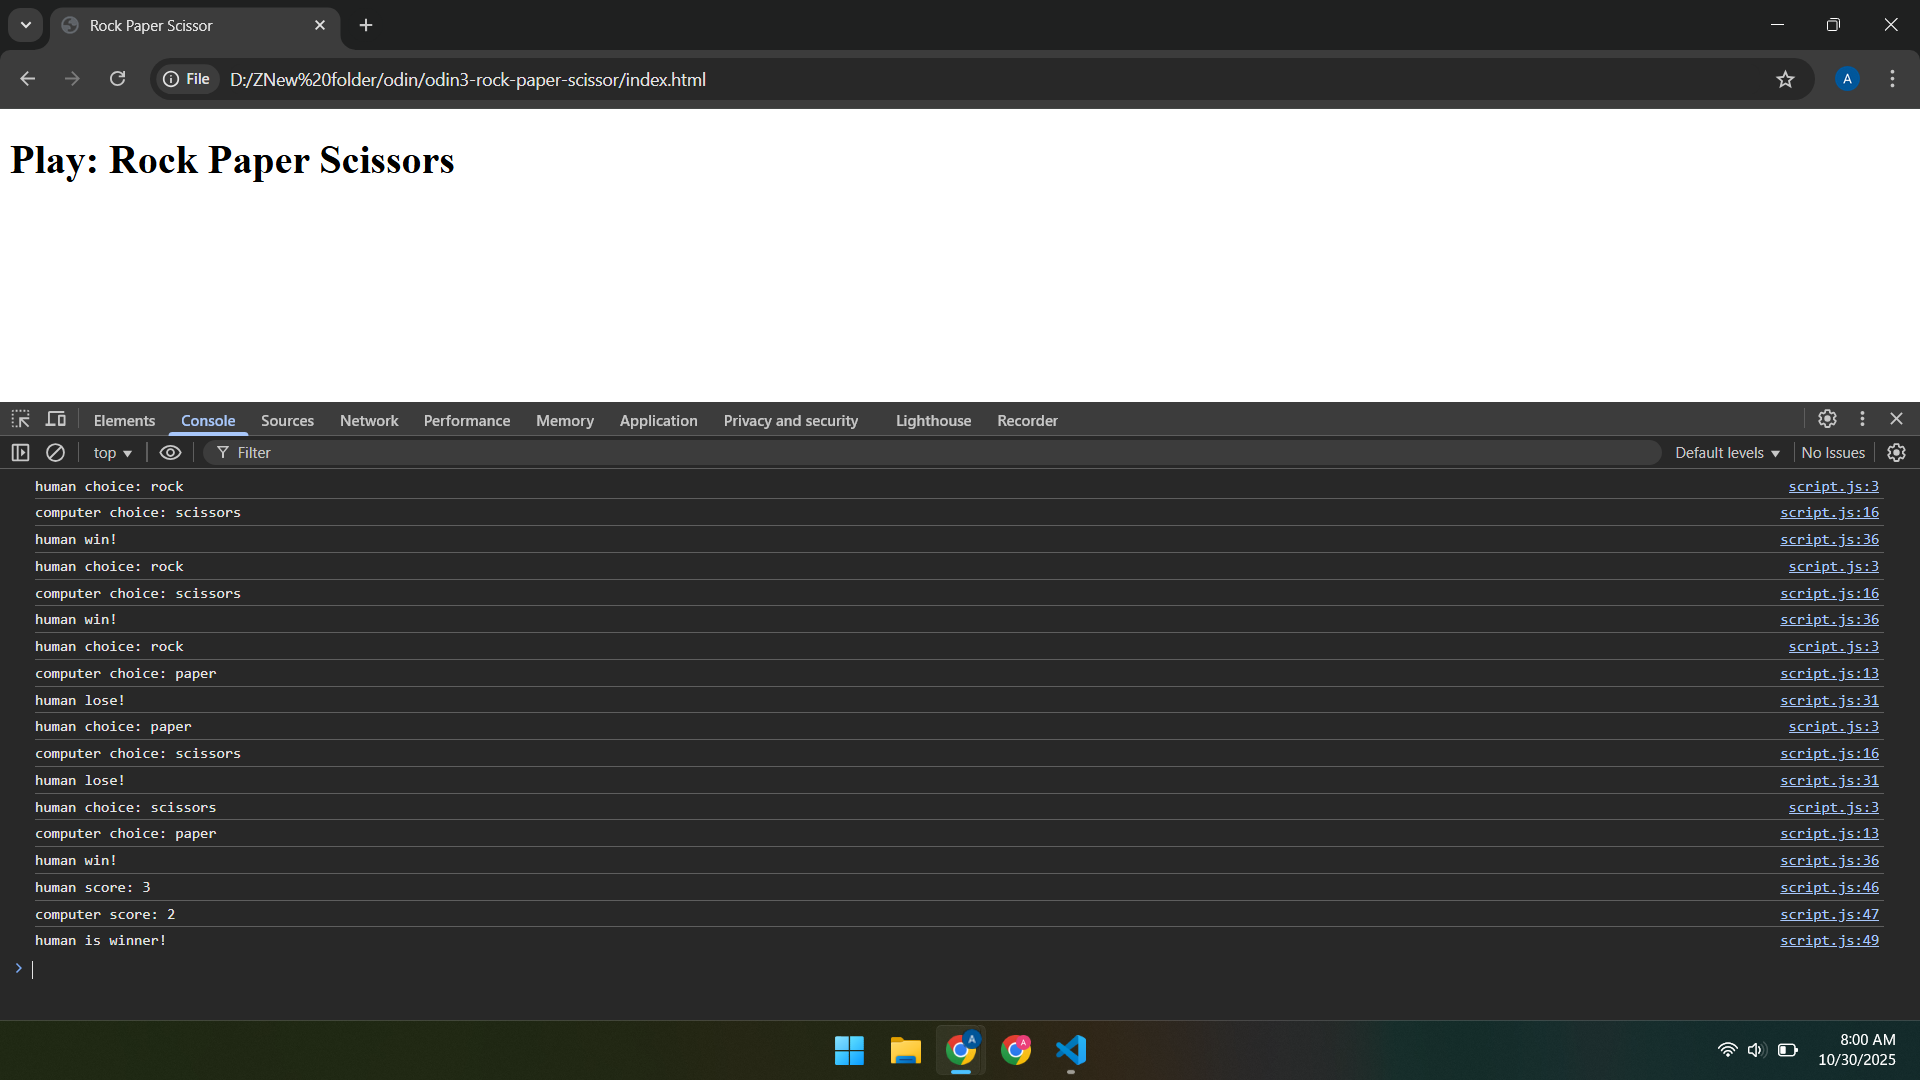 Rock Paper Scissor
File D:/ZNew%20folder/odin/odin3-rock-paper-scissor/index.html A
Play: Rock Paper Scissors
Elements Console Sources Network Performance Memory Application Privacy and security Lighthouse Recorder
top Filter Default levels No Issues
human choice: rock script.js:3
computer choice: scissors script.js:16
human win! script.js:36
human choice: rock script.js:3
computer choice: scissors script.js:16
human win! script.js:36
human choice: rock script.js:3
computer choice: paper script.js:13
human lose! script.js:31
human choice: paper script.js:3
computer choice: scissors script.js:16
human lose! script.js:31
human choice: scissors script.js:3
computer choice: paper script.js:13
human win! script.js:36
human score: 3 script.js:46
computer score: 2 script.js:47
human is winner! script.js:49
A A
8:00 AM
10/30/2025